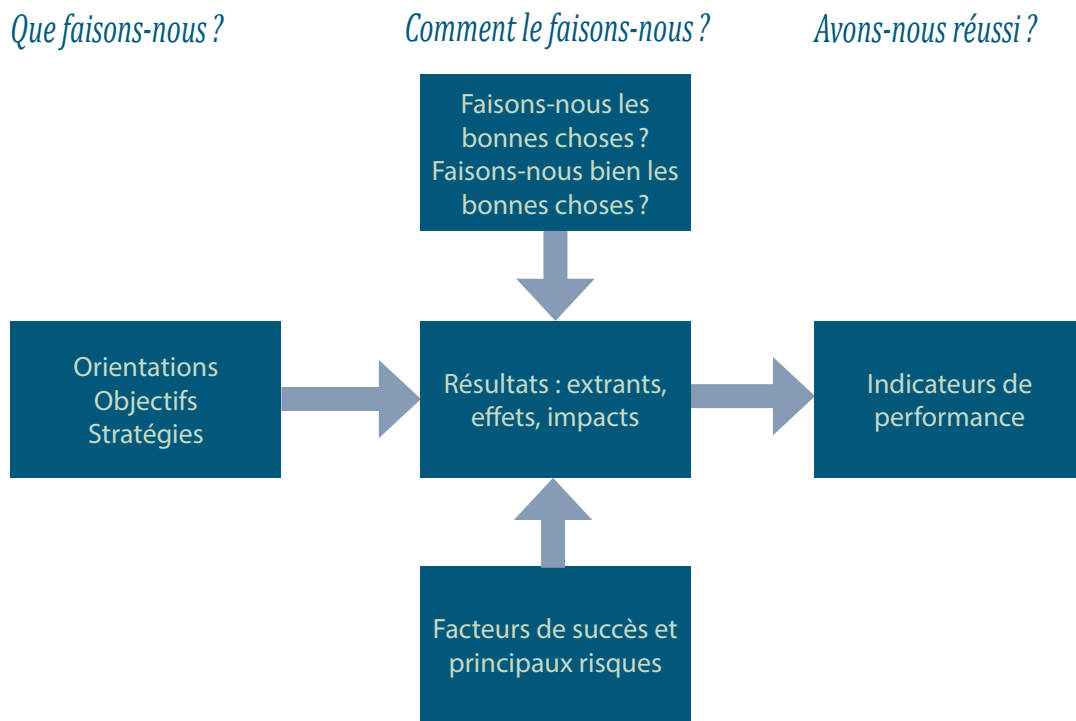 Que faisons-nous ?
Comment le faisons-nous ?
Avons-nous réussi ?
Faisons-nous les
bonnes choses ?
Faisons-nous bien les
bonnes choses ?
Orientations
Objectifs
Stratégies
Résultats : extrants,
effets, impacts
Indicateurs de
performance
Facteurs de succès et
principaux risques